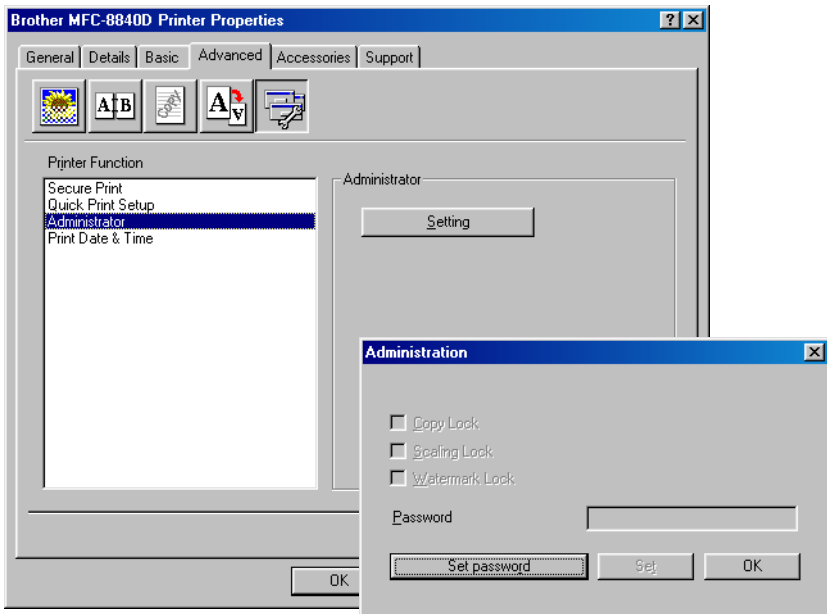 Brother MFC-8840D Printer Properties
General Details Basic Advanced Accessories Support
A B
A A
Printer Function
Secure Print
Quick Print Setup
Administrator
Print Date & Time
Administrator
Setting
OK
Administration
Copy Lock
Scaling Lock
Watermark Lock
Password
Set password Set OK